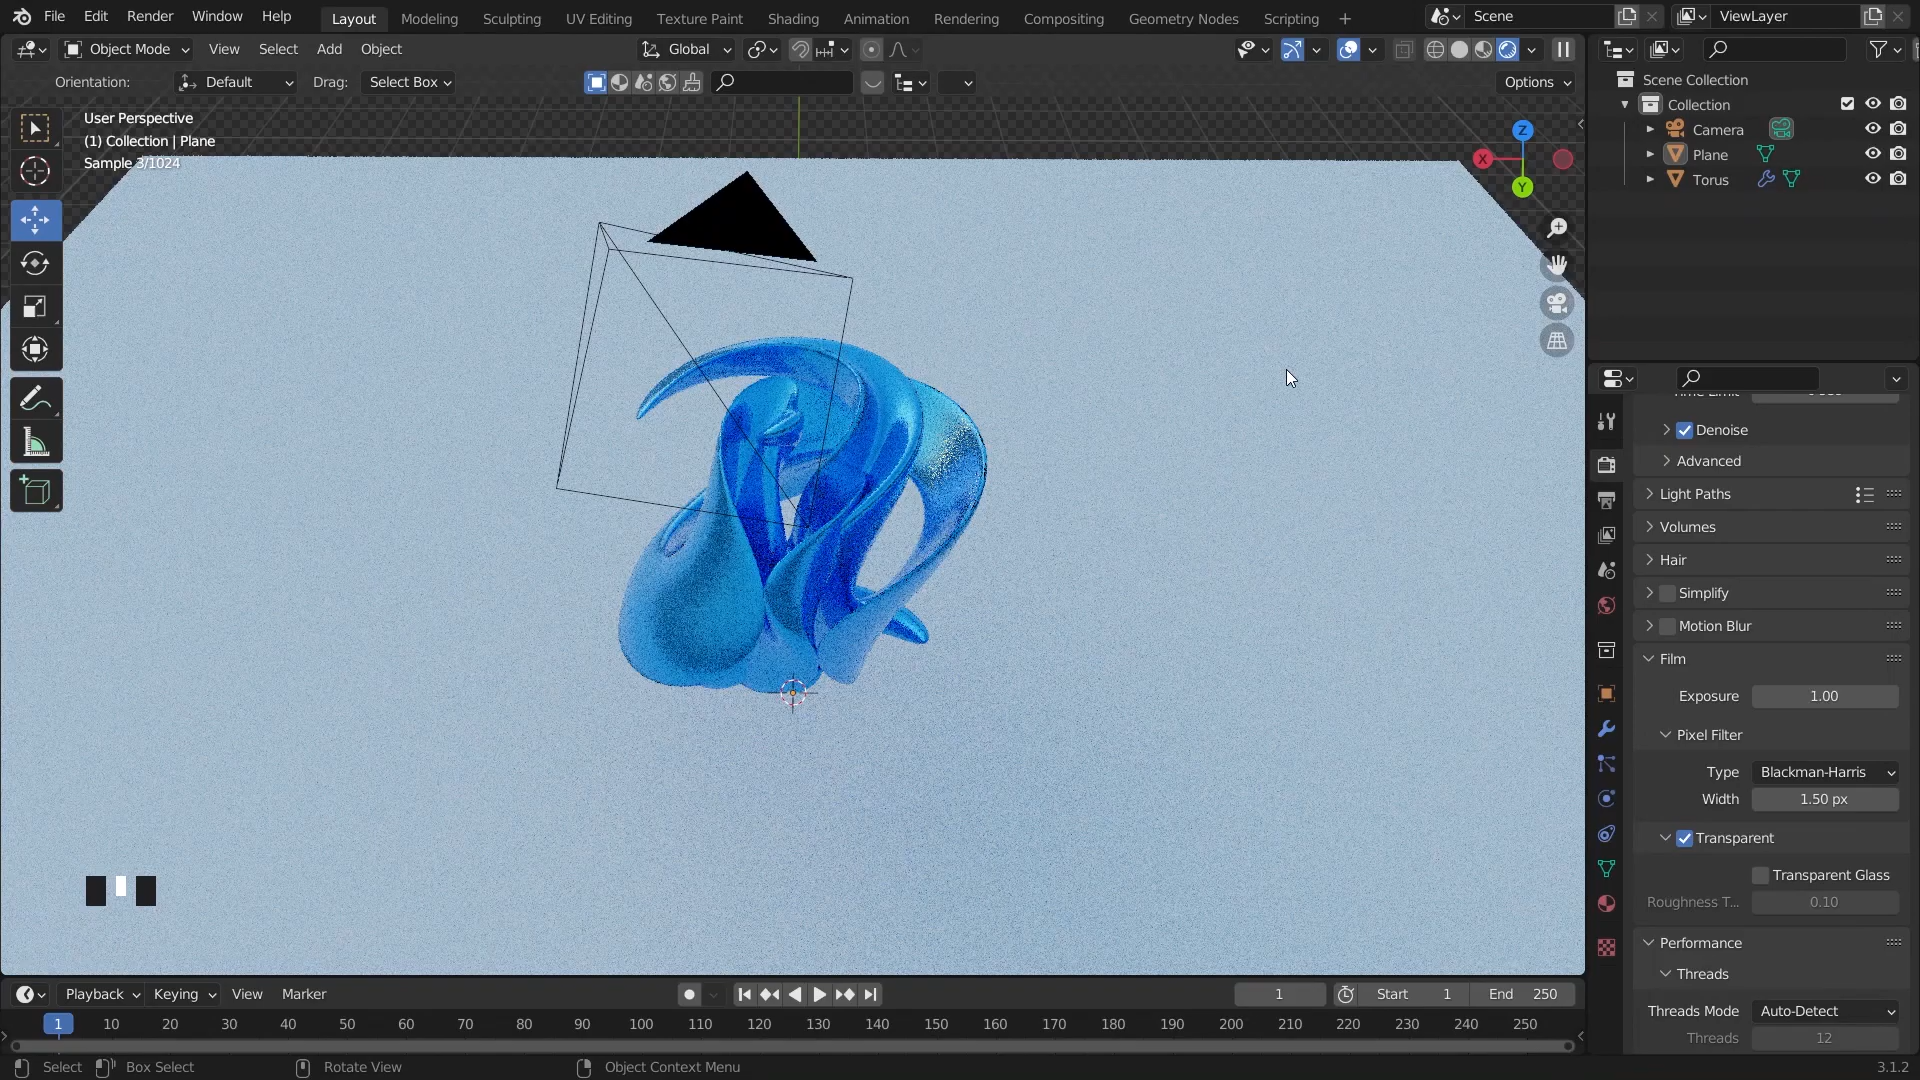 File Edit Render Window Help Layout Modeling Sculpting UV Editing Texture Paint Shading Animation Rendering Compositing Geometry Nodes Scripting + Scene ViewLayer
Object Mode View Select Add Object Global
Orientation: Default Drag: Select Box Options
User Perspective
(1) Collection | Plane
Sample 3/1024
Z
X
Y
Scene Collection
Collection
Camera
Plane
Torus
Denoise
Advanced
Light Paths
Volumes
Hair
Simplify
Motion Blur
Film
Exposure 1.00
Pixel Filter
Type Blackman-Harris
Width 1.50 px
Transparent
Transparent Glass
Roughness T... 0.10
Performance
Threads
Threads Mode Auto-Detect
Threads 12
Playback Keying View Marker 1 Start 1 End 250
1 10 20 30 40 50 60 70 80 90 100 110 120 130 140 150 160 170 180 190 200 210 220 230 240 250
Select Box Select Rotate View Object Context Menu 3.1.2